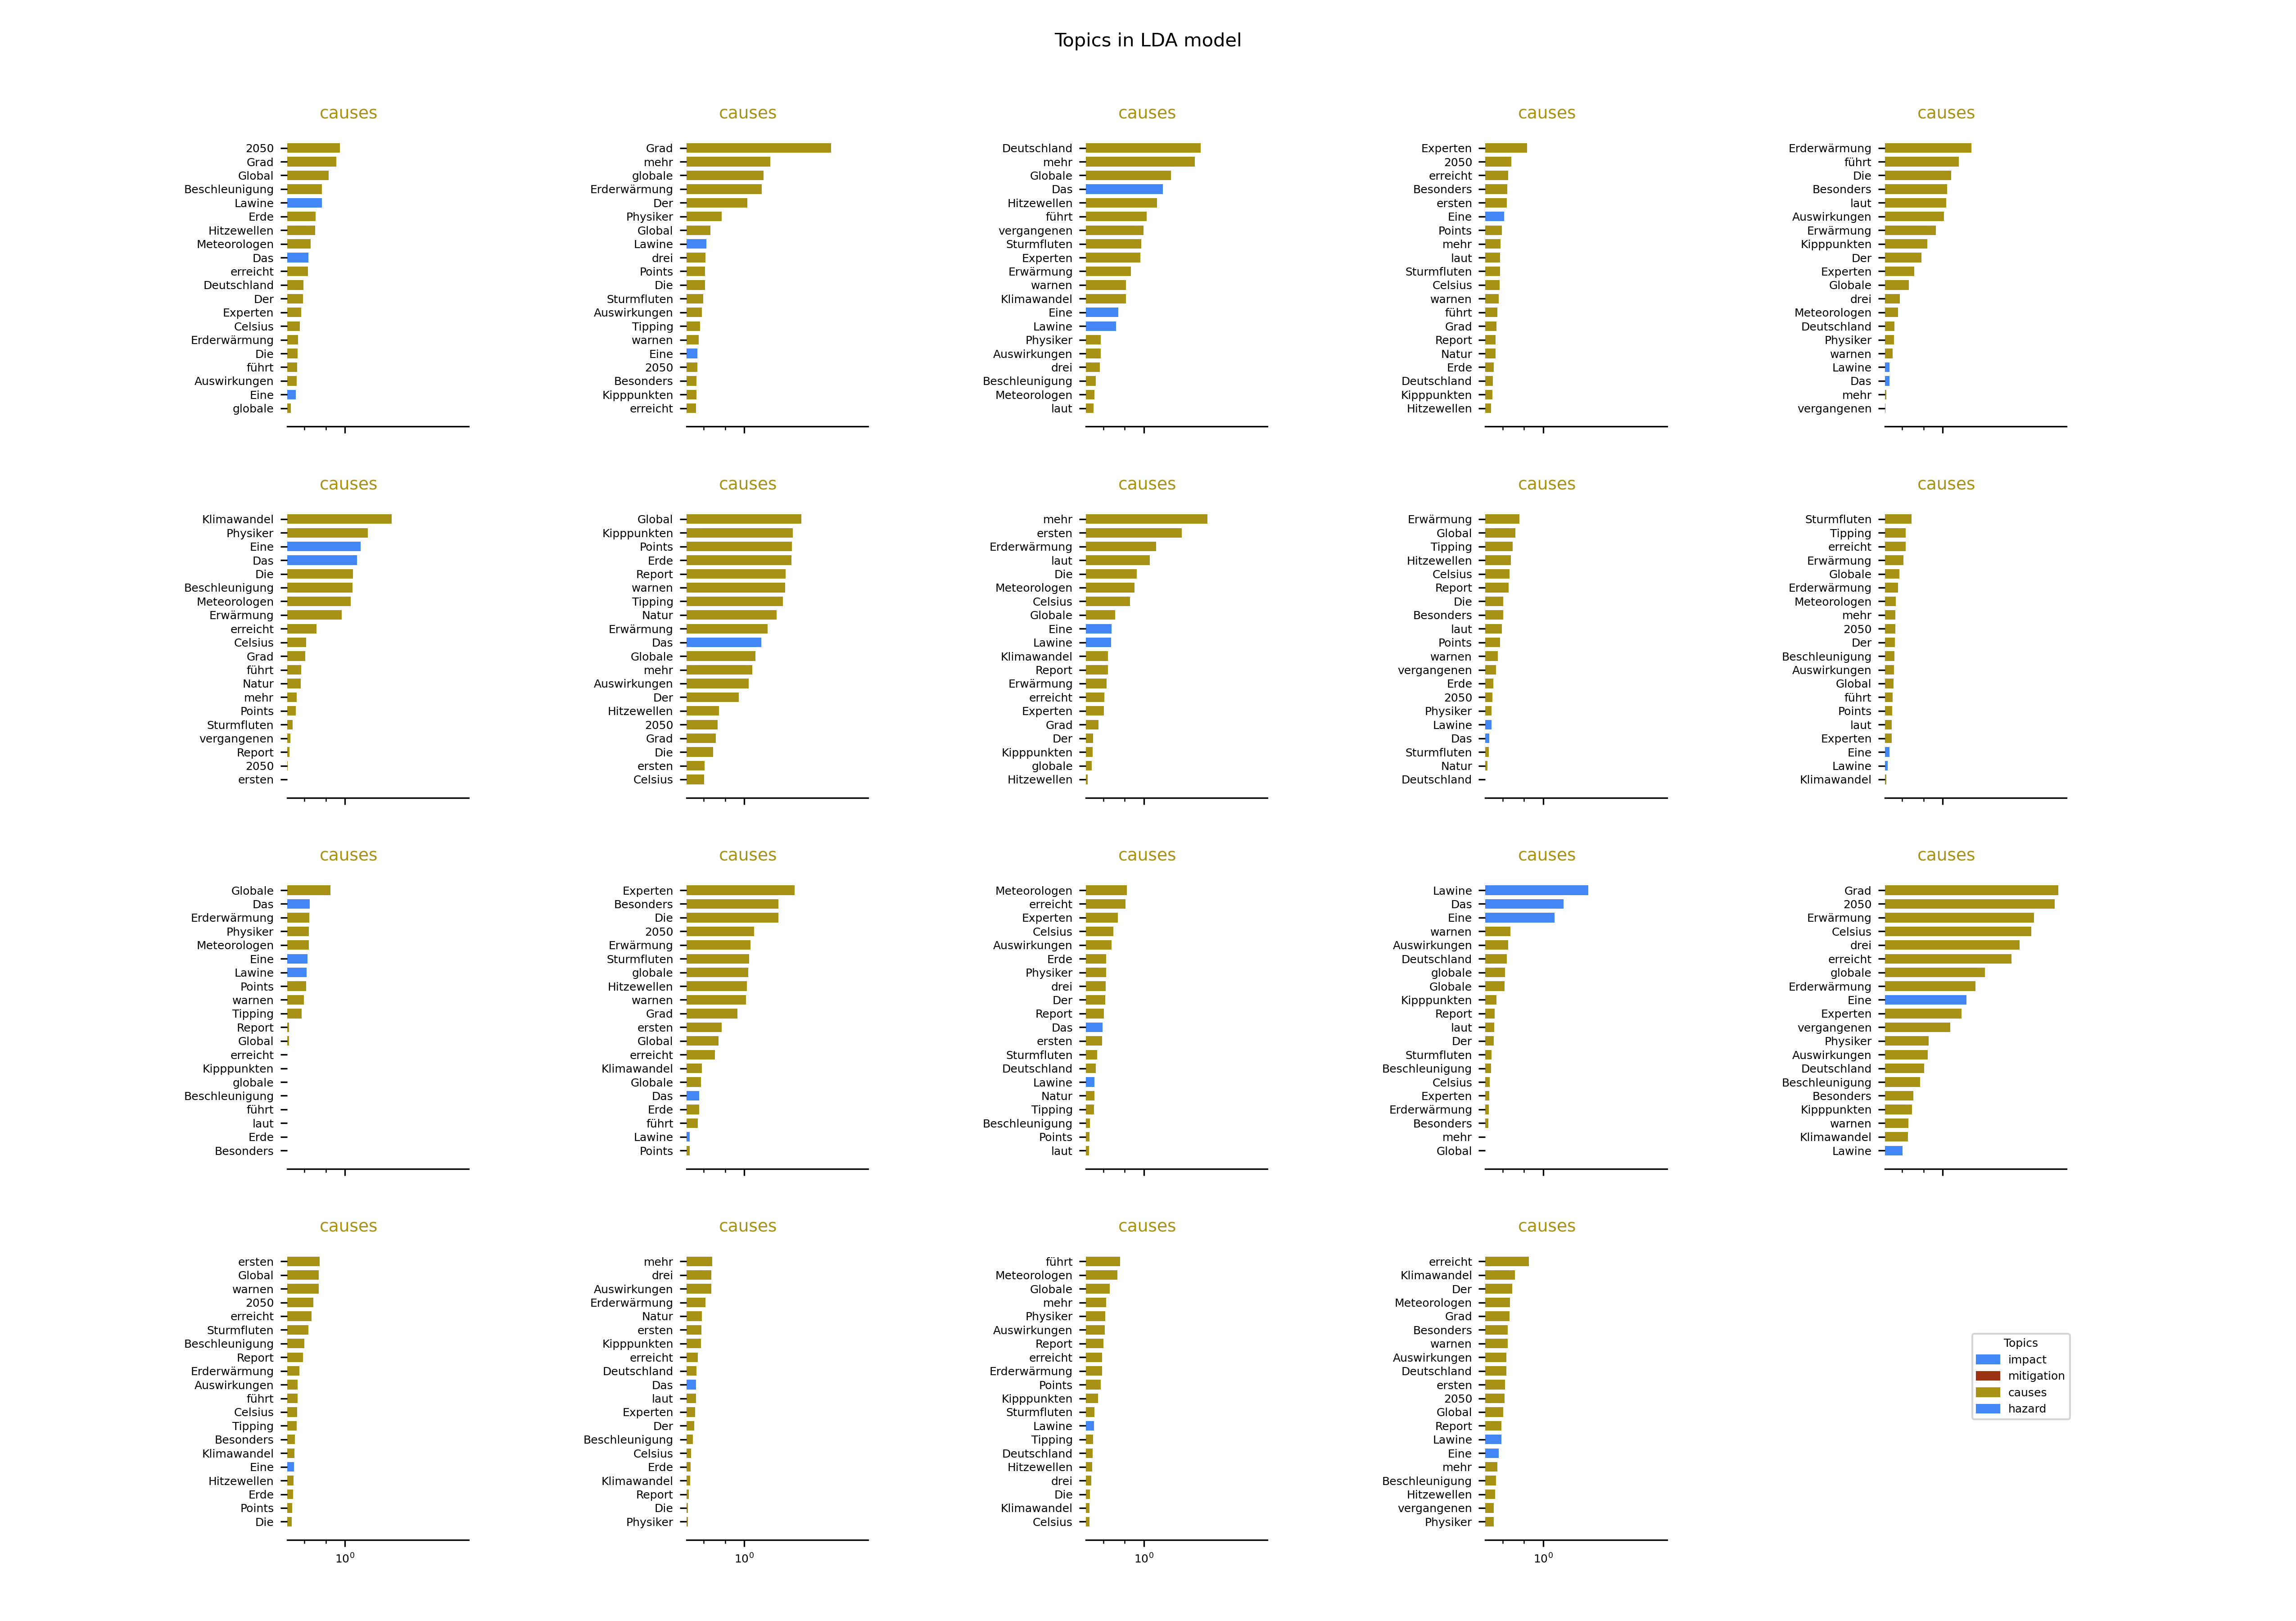 Topics in LDA model
causes
2050
Grad
Global
Beschleunigung
Lawine
Erde
Hitzewellen
Meteorologen
Das
erreicht
Deutschland
Der
Experten
Celsius
Erderwärmung
Die
führt
Auswirkungen
Eine
globale
causes
Grad
mehr
globale
Erderwärmung
Der
Physiker
Global
Lawine
drei
Points
Die
Sturmfluten
Auswirkungen
Tipping
warnen
Eine
2050
Besonders
Kipppunkten
erreicht
causes
Deutschland
mehr
Globale
Das
Hitzewellen
führt
vergangenen
Sturmfluten
Experten
Erwärmung
warnen
Klimawandel
Eine
Lawine
Physiker
Auswirkungen
drei
Beschleunigung
Meteorologen
laut
causes
Experten
2050
erreicht
Besonders
ersten
Eine
Points
mehr
laut
Sturmfluten
Celsius
warnen
führt
Grad
Report
Natur
Erde
Deutschland
Kipppunkten
Hitzewellen
causes
Erderwärmung
führt
Die
Besonders
laut
Auswirkungen
Erwärmung
Kipppunkten
Der
Experten
Globale
drei
Meteorologen
Deutschland
Physiker
warnen
Lawine
Das
mehr
vergangenen
causes
Klimawandel
Physiker
Eine
Das
Die
Beschleunigung
Meteorologen
Erwärmung
erreicht
Celsius
Grad
führt
Natur
mehr
Points
Sturmfluten
vergangenen
Report
2050
ersten
causes
Global
Kipppunkten
Points
Erde
Report
warnen
Tipping
Natur
Erwärmung
Das
Globale
mehr
Auswirkungen
Der
Hitzewellen
2050
Grad
Die
ersten
Celsius
causes
mehr
ersten
Erderwärmung
laut
Die
Meteorologen
Celsius
Globale
Eine
Lawine
Klimawandel
Report
Erwärmung
erreicht
Experten
Grad
Der
Kipppunkten
globale
Hitzewellen
causes
Erwärmung
Global
Tipping
Hitzewellen
Celsius
Report
Die
Besonders
laut
Points
warnen
vergangenen
Erde
2050
Physiker
Lawine
Das
Sturmfluten
Natur
Deutschland
causes
Sturmfluten
Tipping
erreicht
Erwärmung
Globale
Erderwärmung
Meteorologen
mehr
2050
Der
Beschleunigung
Auswirkungen
Global
führt
Points
laut
Experten
Eine
Lawine
Klimawandel
causes
Globale
Das
Erderwärmung
Physiker
Meteorologen
Eine
Lawine
Points
warnen
Tipping
Report
Global
erreicht
Kipppunkten
globale
Beschleunigung
führt
laut
Erde
Besonders
causes
Experten
Besonders
Die
2050
Erwärmung
Sturmfluten
globale
Hitzewellen
warnen
Grad
ersten
Global
erreicht
Klimawandel
Globale
Das
Erde
führt
Lawine
Points
causes
Meteorologen
erreicht
Experten
Celsius
Auswirkungen
Erde
Physiker
drei
Der
Report
Das
ersten
Sturmfluten
Deutschland
Lawine
Natur
Tipping
Beschleunigung
Points
laut
causes
Lawine
Das
Eine
warnen
Auswirkungen
Deutschland
globale
Globale
Kipppunkten
Report
laut
Der
Sturmfluten
Beschleunigung
Celsius
Experten
Erderwärmung
Besonders
mehr
Global
causes
Grad
2050
Erwärmung
Celsius
drei
erreicht
globale
Erderwärmung
Eine
Experten
vergangenen
Physiker
Auswirkungen
Deutschland
Beschleunigung
Besonders
Kipppunkten
warnen
Klimawandel
Lawine
causes
ersten
Global
warnen
2050
erreicht
Sturmfluten
Beschleunigung
Report
Erderwärmung
Auswirkungen
führt
Celsius
Tipping
Besonders
Klimawandel
Eine
Hitzewellen
Erde
Points
Die
10⁰
causes
mehr
drei
Auswirkungen
Erderwärmung
Natur
ersten
Kipppunkten
erreicht
Deutschland
Das
laut
Experten
Der
Beschleunigung
Celsius
Erde
Klimawandel
Report
Die
Physiker
10⁰
causes
führt
Meteorologen
Globale
mehr
Physiker
Auswirkungen
Report
erreicht
Erderwärmung
Points
Kipppunkten
Sturmfluten
Lawine
Tipping
Deutschland
Hitzewellen
drei
Die
Klimawandel
Celsius
10⁰
causes
erreicht
Klimawandel
Der
Meteorologen
Grad
Besonders
warnen
Auswirkungen
Deutschland
ersten
2050
Global
Report
Lawine
Eine
mehr
Beschleunigung
Hitzewellen
vergangenen
Physiker
10⁰
Topics
impact
mitigation
causes
hazard